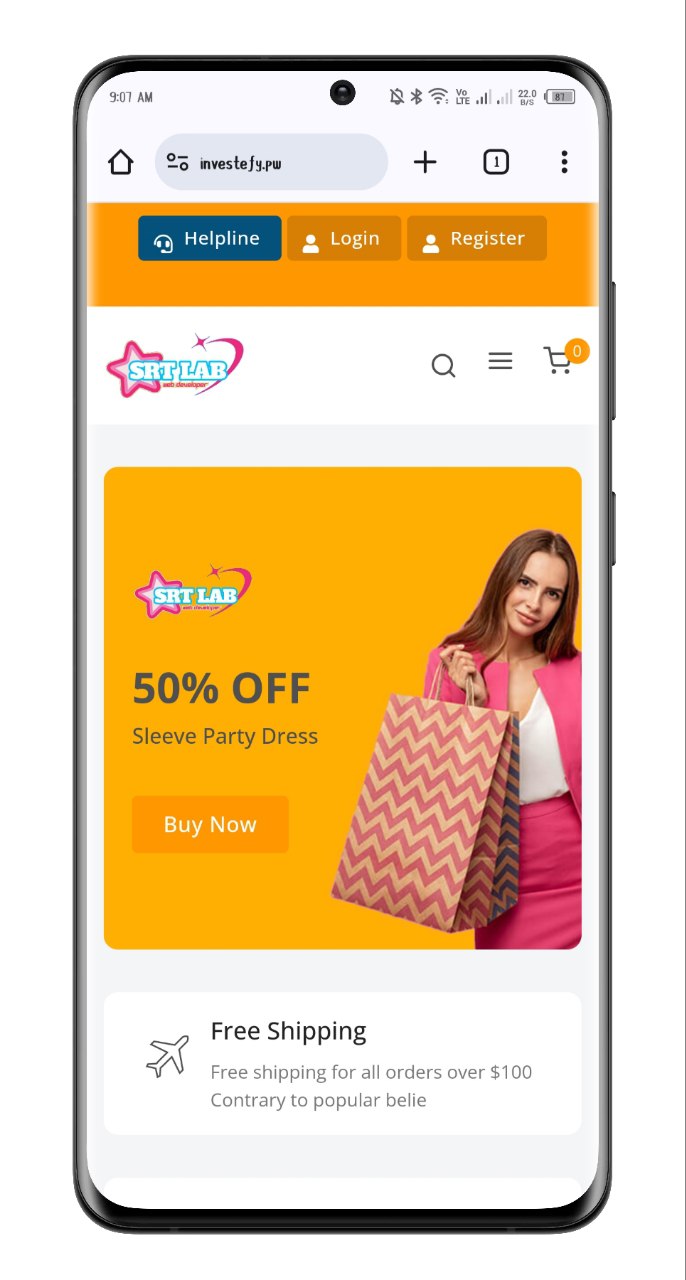 9:07 AM Vo LTE 22.0 B/S 87
investefy.pw 1
Helpline Login Register
SRT LAB
web developer
0
SRT LAB
web developer
50% OFF
Sleeve Party Dress
Buy Now
Free Shipping
Free shipping for all orders over $100
Contrary to popular belie